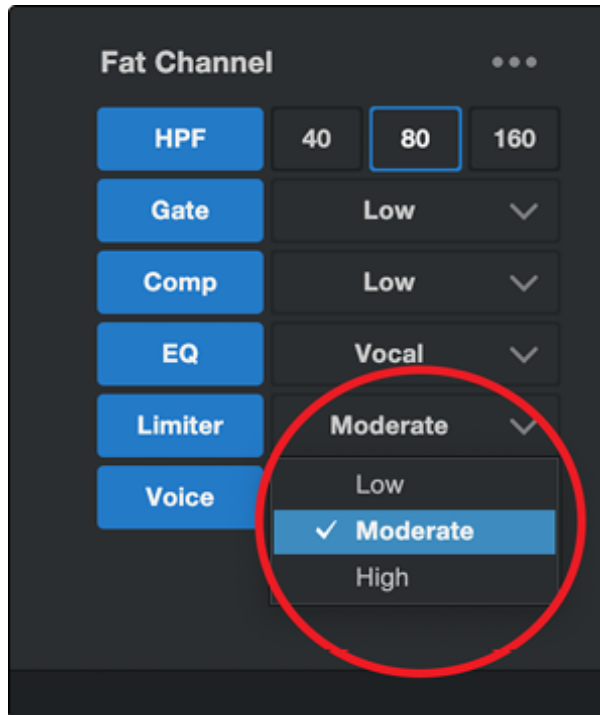 Fat Channel
HPF 40 80 160
Gate Low
Comp Low
EQ Vocal
Limiter Moderate
Voice
Low
Moderate
High